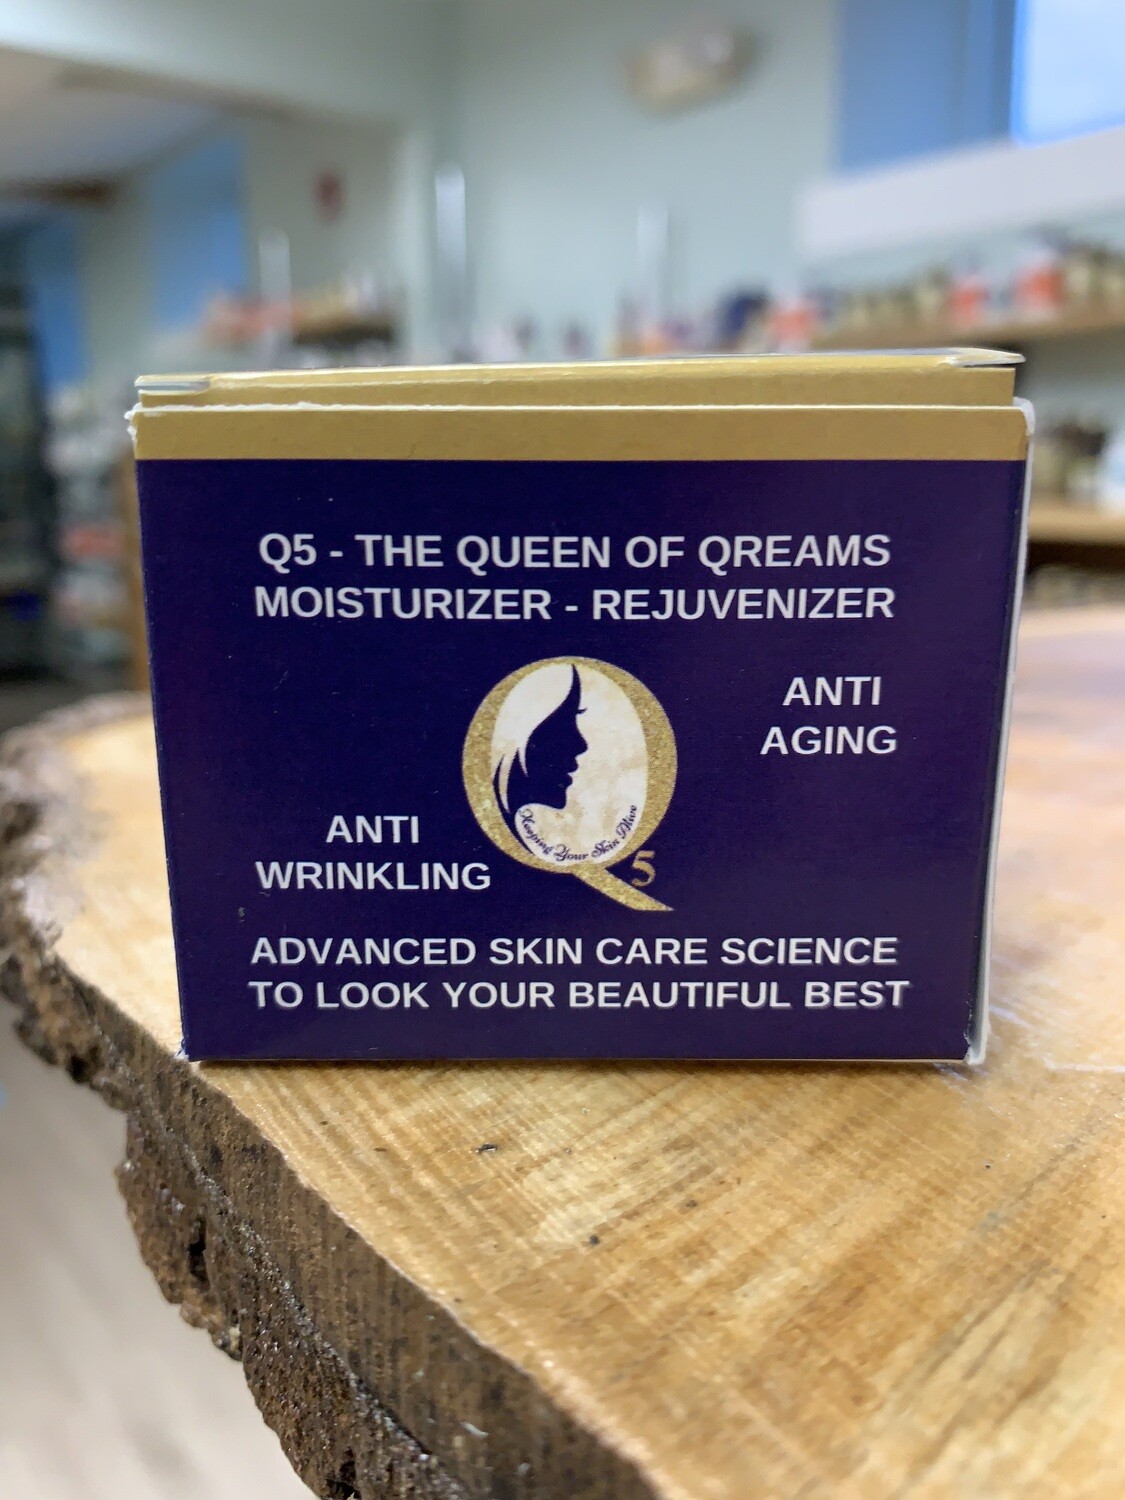 Q5 - THE QUEEN OF QREAMS
MOISTURIZER - REJUVENIZER
ANTI
AGING
ANTI
WRINKLING
Keeping Your Skin Alive
Q5
ADVANCED SKIN CARE SCIENCE
TO LOOK YOUR BEAUTIFUL BEST